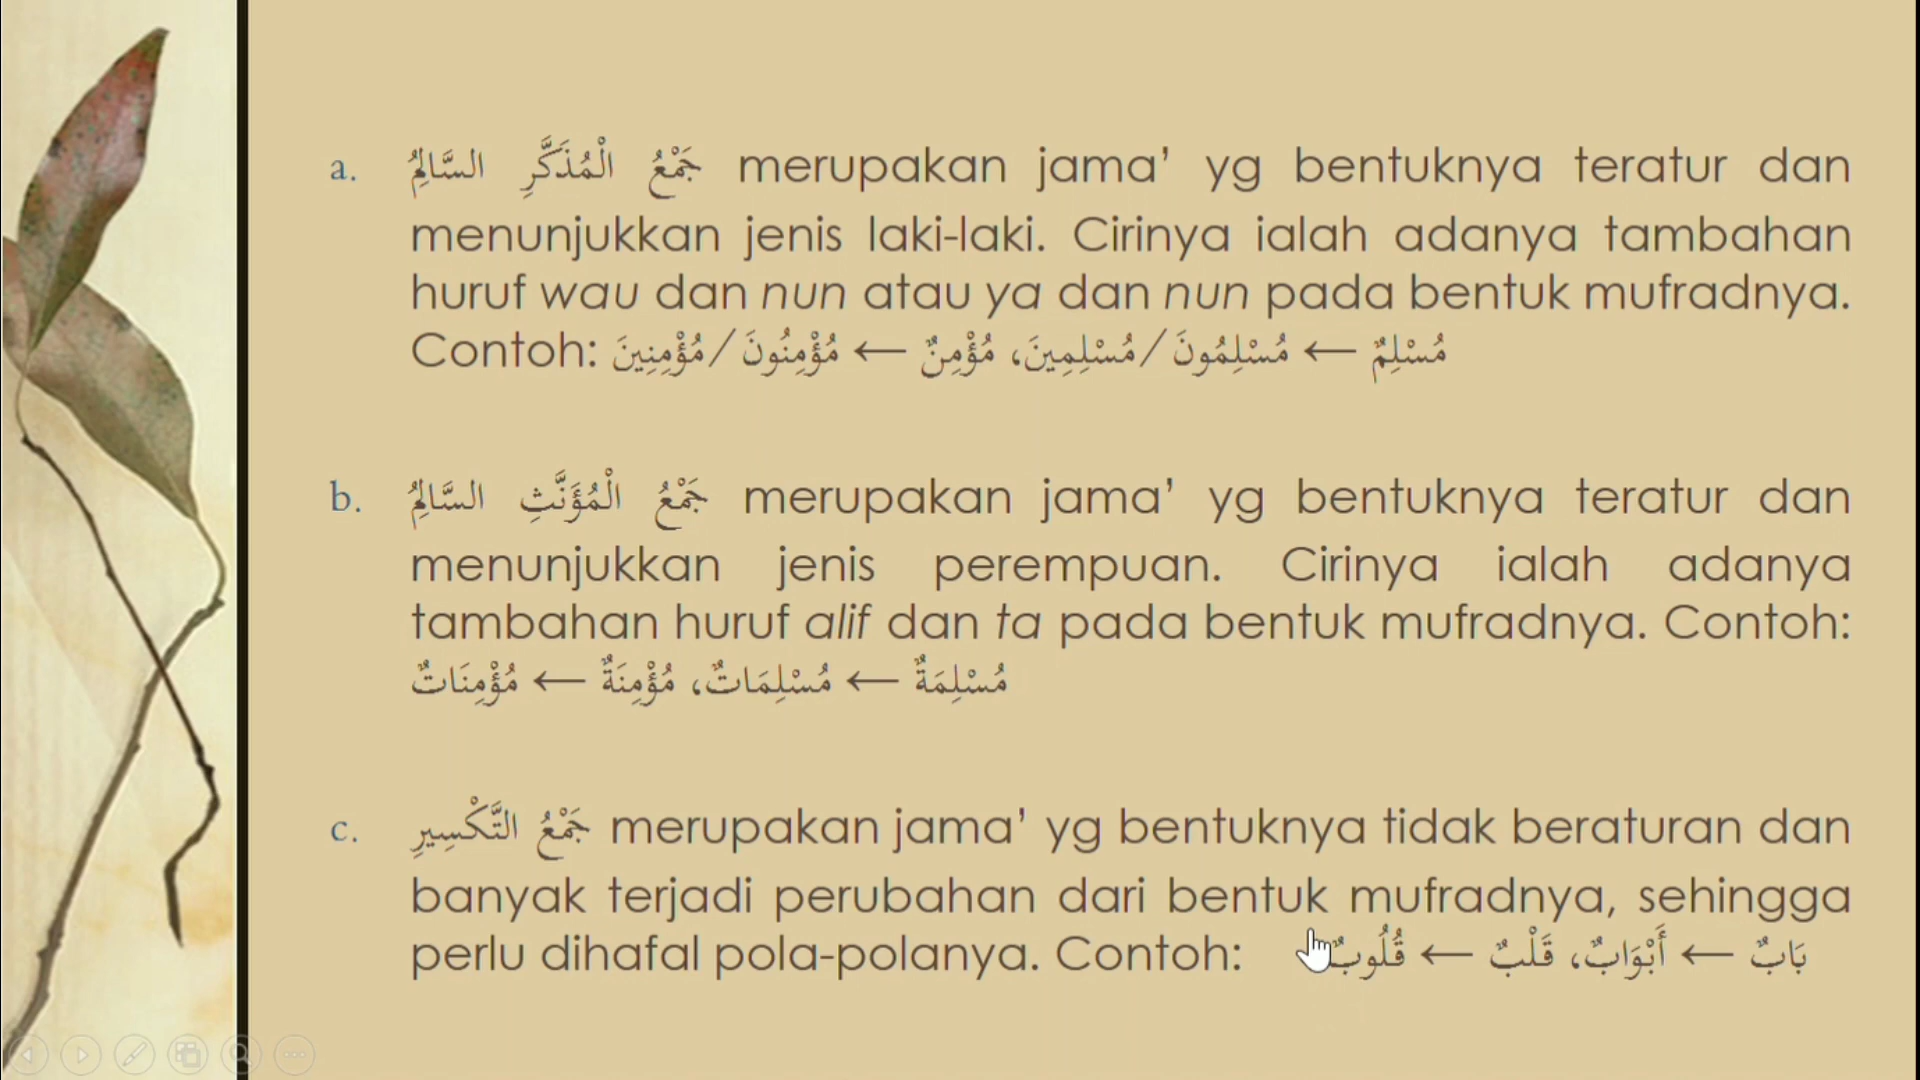 a. جَمْعُ الْمُذَكَّرِ السَّالِمُ merupakan jama’ yg bentuknya teratur dan
menunjukkan jenis laki-laki. Cirinya ialah adanya tambahan
huruf wau dan nun atau ya dan nun pada bentuk mufradnya.
Contoh: مُسْلِمٌ ← مُسْلِمُونَ/مُسْلِمِينَ، مُؤْمِنٌ ← مُؤْمِنُونَ/مُؤْمِنِينَ
b. جَمْعُ الْمُؤَنَّثِ السَّالِمُ merupakan jama’ yg bentuknya teratur dan
menunjukkan jenis perempuan. Cirinya ialah adanya
tambahan huruf alif dan ta pada bentuk mufradnya. Contoh:
مُسْلِمَةٌ ← مُسْلِمَاتٌ، مُؤْمِنَةٌ ← مُؤْمِنَاتٌ
c. جَمْعُ التَّكْسِيرِ merupakan jama’ yg bentuknya tidak beraturan dan
banyak terjadi perubahan dari bentuk mufradnya, sehingga
perlu dihafal pola-polanya. Contoh: بَابٌ ← أَبْوَابٌ، قَلْبٌ ← قُلُوبٌ